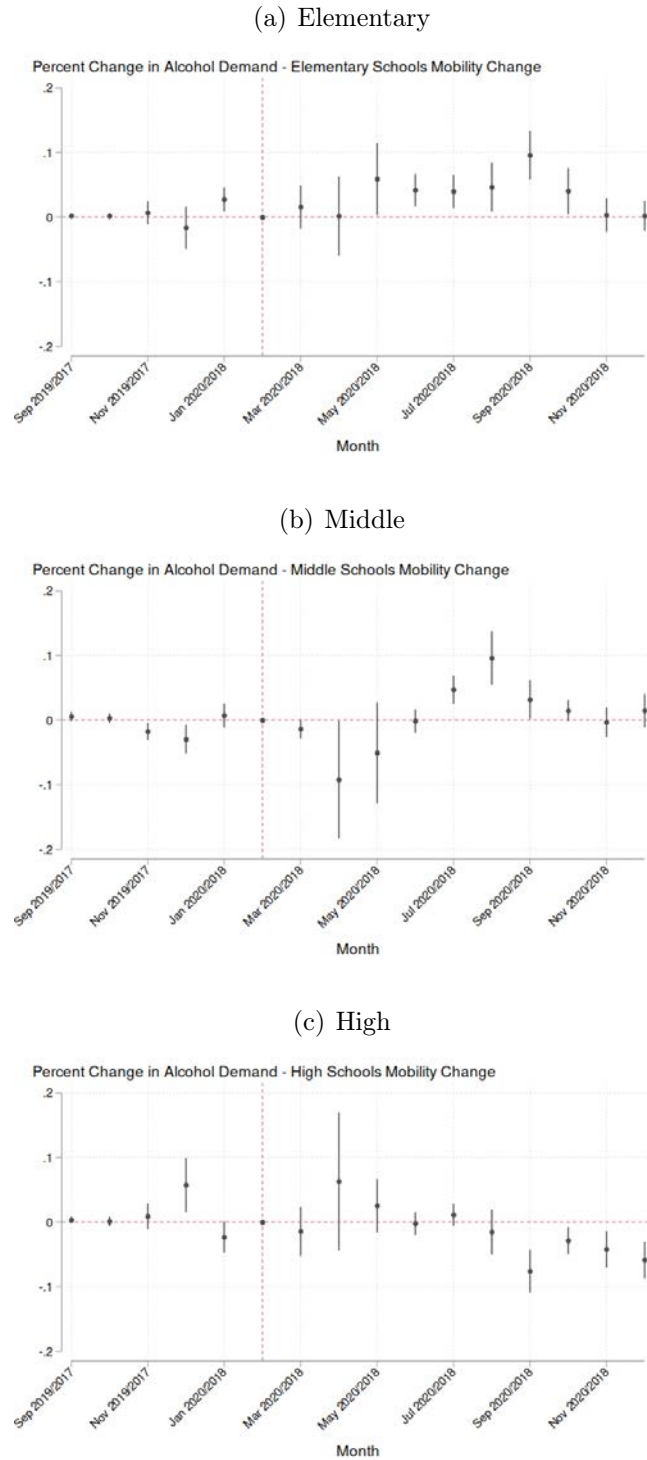 (a) Elementary
Percent Change in Alcohol Demand - Elementary Schools Mobility Change
.2
.1
0
-.1
-.2
Sep 2019/2017
Nov 2019/2017
Jan 2020/2018
Mar 2020/2018
May 2020/2018
Jul 2020/2018
Sep 2020/2018
Nov 2020/2018
Month
(b) Middle
Percent Change in Alcohol Demand - Middle Schools Mobility Change
.2
.1
0
-.1
-.2
Sep 2019/2017
Nov 2019/2017
Jan 2020/2018
Mar 2020/2018
May 2020/2018
Jul 2020/2018
Sep 2020/2018
Nov 2020/2018
Month
(c) High
Percent Change in Alcohol Demand - High Schools Mobility Change
.2
.1
0
-.1
-.2
Sep 2019/2017
Nov 2019/2017
Jan 2020/2018
Mar 2020/2018
May 2020/2018
Jul 2020/2018
Sep 2020/2018
Nov 2020/2018
Month